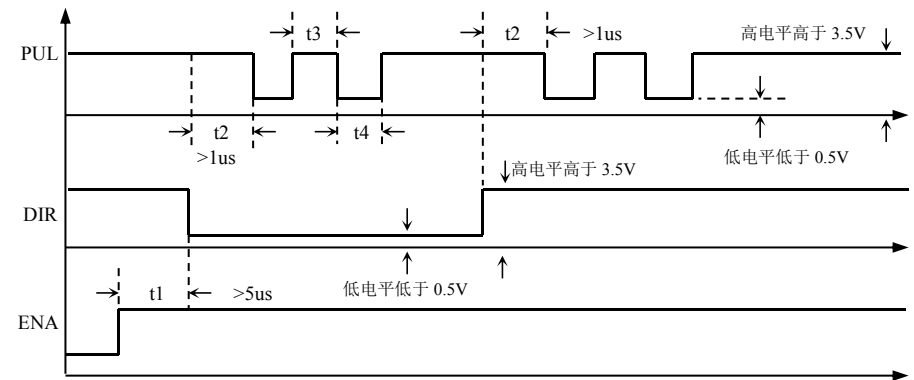 t3
t2
>1us
高电平高于 3.5V
PUL
t2
t4
>1us
低电平低于 0.5V
高电平高于 3.5V
DIR
t1
>5us
低电平低于 0.5V
ENA